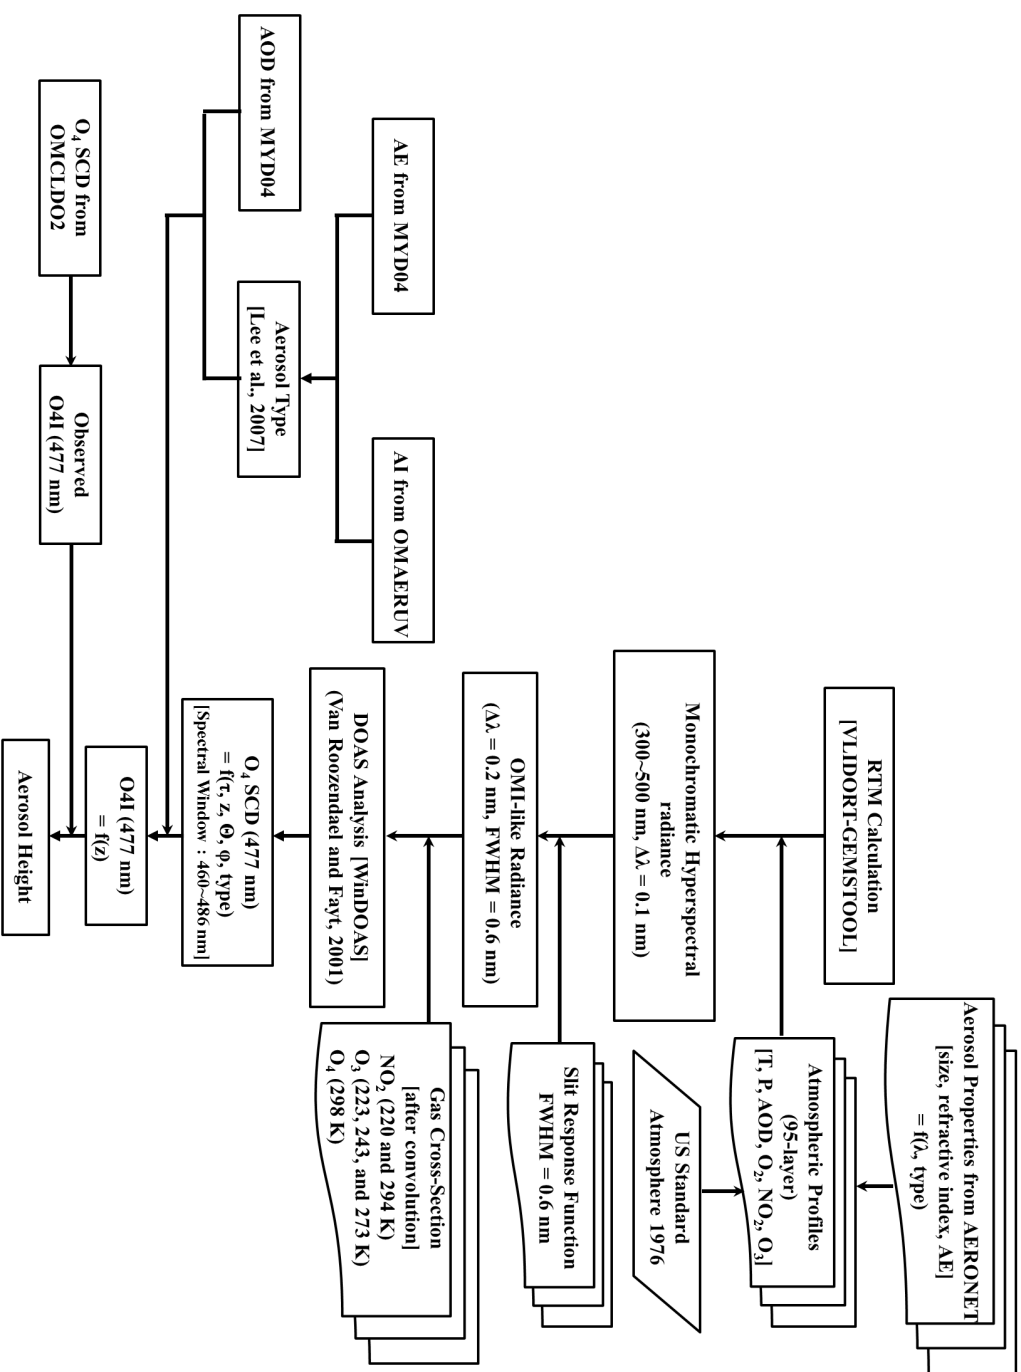 RTM Calculation
[VLIDORT-GEMSTOOL]
Aerosol Properties from AERONET
[size, refractive index, AE]
= f(λ, type)
Atmospheric Profiles
(95-layer)
[T, P, AOD, O₂, NO₂, O₃]
US Standard
Atmosphere 1976
Monochromatic Hyperspectral
radiance
(300~500 nm, Δλ = 0.1 nm)
Slit Response Function
FWHM = 0.6 nm
OMI-like Radiance
(Δλ = 0.2 nm, FWHM = 0.6 nm)
Gas Cross-Section
[after convolution]
NO₂ (220 and 294 K)
O₃ (223, 243, and 273 K)
O₄ (298 K)
DOAS Analysis [WinDOAS]
(Van Roozendael and Fayt, 2001)
AE from MYD04
AI from OMAERUV
AOD from MYD04
Aerosol Type
[Lee et al., 2007]
O₄ SCD (477 nm)
= f(τ, z, Θ, φ, type)
[Spectral Window : 460~486 nm]
O₄ SCD from
OMCLDO2
Observed
O4I (477 nm)
O4I (477 nm)
= f(z)
Aerosol Height